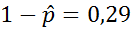 1 − p̂ = 0,29